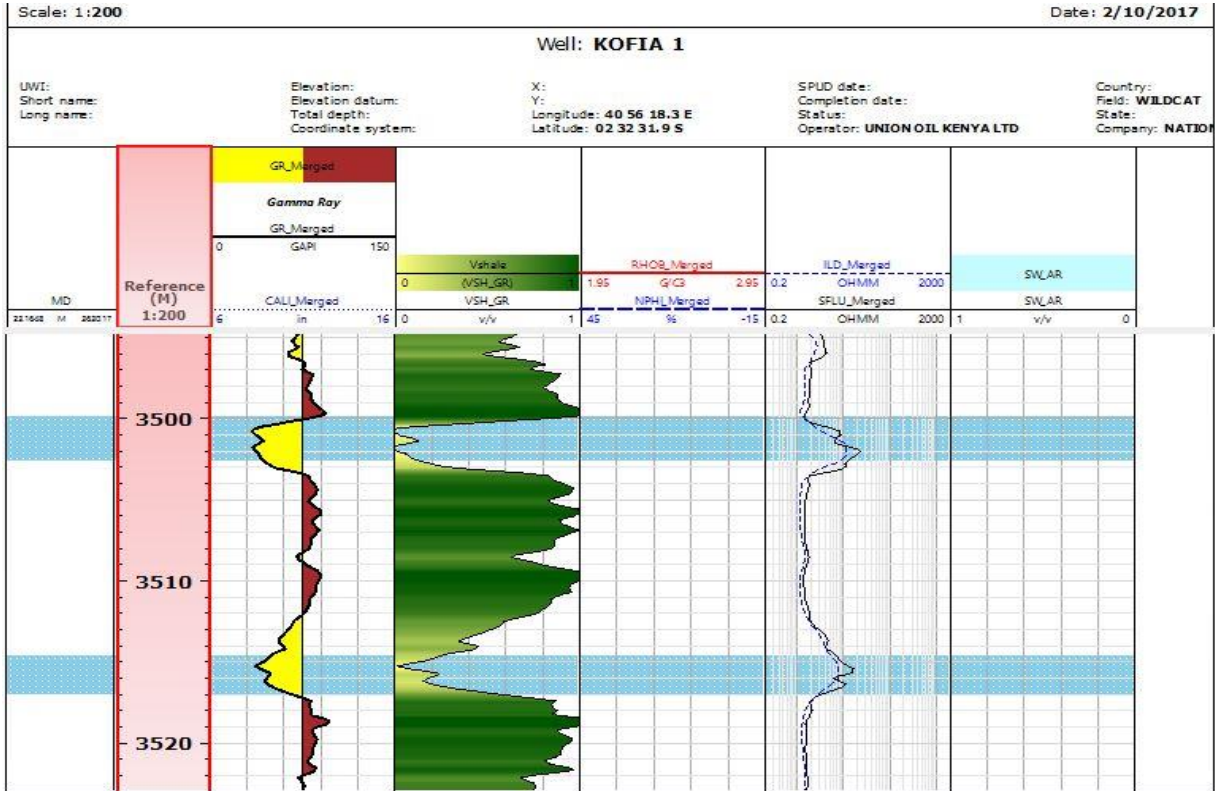 Scale: 1:200 Date: 2/10/2017
Well: KOFIA 1
UWI: Elevation: X: SPUD date: Country:
Short name: Elevation datum: Y: Completion date: Field: WILDCAT
Long name: Total depth: Longitude: 40 56 18.3 E Status: State:
Coordinate system: Latitude: 02 32 31.9 S Operator: UNION OIL KENYA LTD Company: NATION
GR_Merged
Gamma Ray
GR_Merged
0 GAPI 150
Vshale RHOB_Merged ILD_Merged
0 (VSH_GR) 1 1.95 G/C3 2.95 0.2 OHMM 2000 SW_AR
Reference
(M)
1:200
MD CALI_Merged VSH_GR NPHI_Merged SFLU_Merged SW_AR
M 6 in 16 0 v/v 1 45 % -15 0.2 OHMM 2000 1 v/v 0
3500
3510
3520